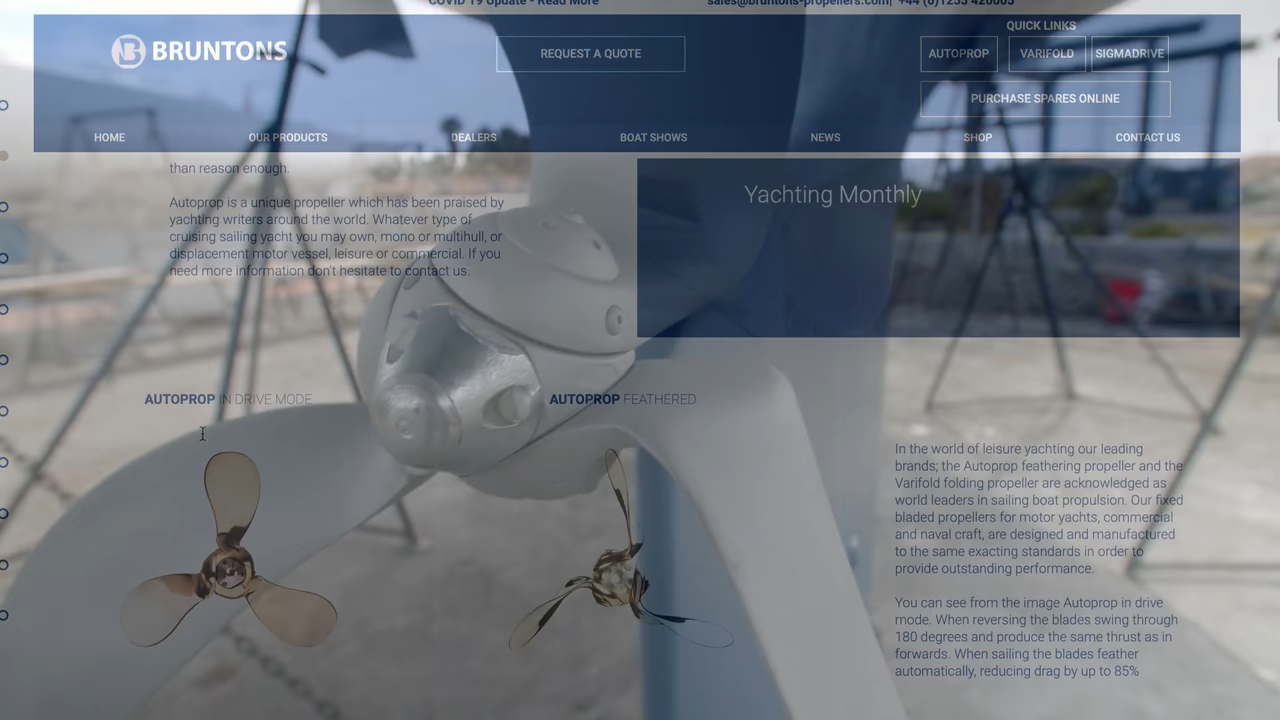 COVID 19 Update - Read More
sales@bruntons-propellers.com| +44 (0)1255 420005
BRUNTONS
REQUEST A QUOTE
QUICK LINKS
AUTOPROP VARIFOLD SIGMADRIVE
PURCHASE SPARES ONLINE
HOME OUR PRODUCTS DEALERS BOAT SHOWS NEWS SHOP CONTACT US
than reason enough.
Autoprop is a unique propeller which has been praised by
yachting writers around the world. Whatever type of
cruising sailing yacht you may own, mono or multihull, or
displacement motor vessel, leisure or commercial. If you
need more information don't hesitate to contact us.
Yachting Monthly
AUTOPROP IN DRIVE MODE
AUTOPROP FEATHERED
In the world of leisure yachting our leading
brands; the Autoprop feathering propeller and the
Varifold folding propeller are acknowledged as
world leaders in sailing boat propulsion. Our fixed
bladed propellers for motor yachts, commercial
and naval craft, are designed and manufactured
to the same exacting standards in order to
provide outstanding performance.
You can see from the image Autoprop in drive
mode. When reversing the blades swing through
180 degrees and produce the same thrust as in
forwards. When sailing the blades feather
automatically, reducing drag by up to 85%